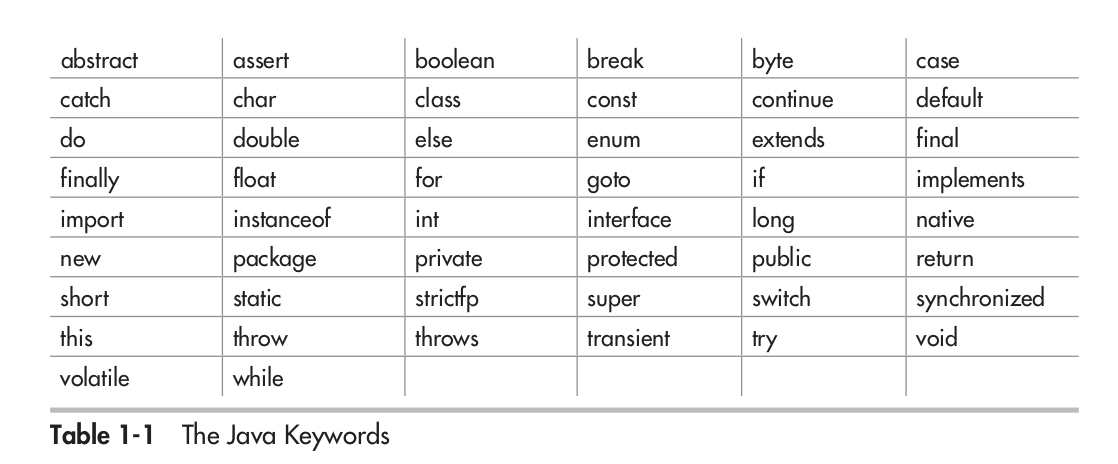 abstract assert boolean break byte case
catch char class const continue default
do double else enum extends final
finally float for goto if implements
import instanceof int interface long native
new package private protected public return
short static strictfp super switch synchronized
this throw throws transient try void
volatile while
Table 1-1 The Java Keywords